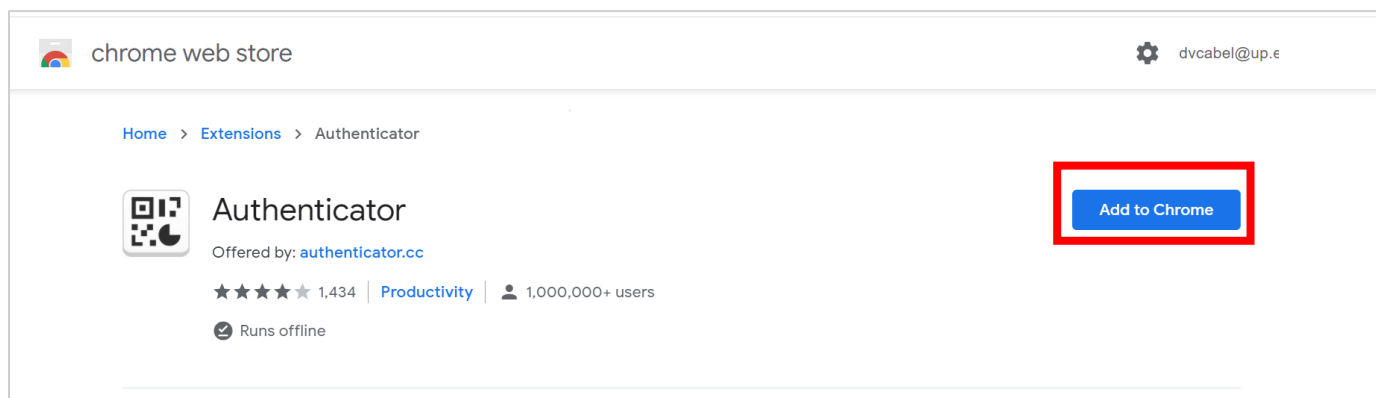 chrome web store
dvcabel@up.e
Home > Extensions > Authenticator
Authenticator
Add to Chrome
Offered by: authenticator.cc
1,434 | Productivity | 1,000,000+ users
Runs offline